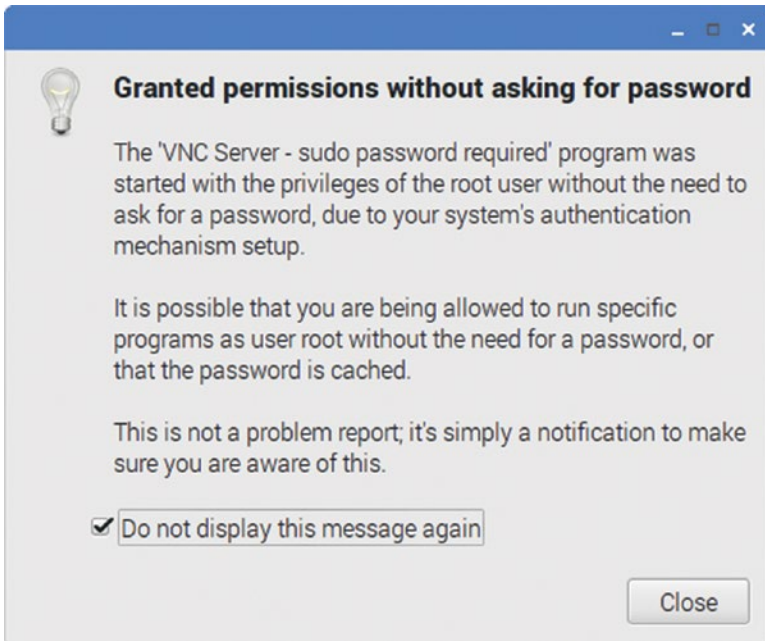 Granted permissions without asking for password
The 'VNC Server - sudo password required' program was
started with the privileges of the root user without the need to
ask for a password, due to your system's authentication
mechanism setup.
It is possible that you are being allowed to run specific
programs as user root without the need for a password, or
that the password is cached.
This is not a problem report; it's simply a notification to make
sure you are aware of this.
Do not display this message again
Close